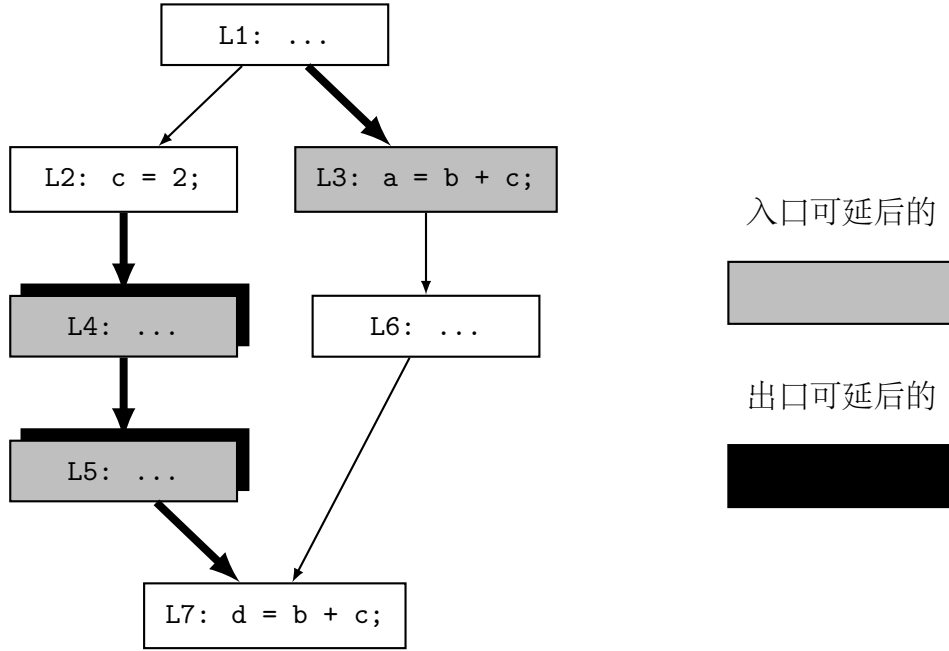 L1: ...
L2: c = 2;
L3: a = b + c;
入口可延后的
L4: ...
L6: ...
出口可延后的
L5: ...
L7: d = b + c;